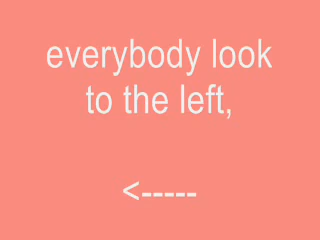 everybody look
to the left,
<-----